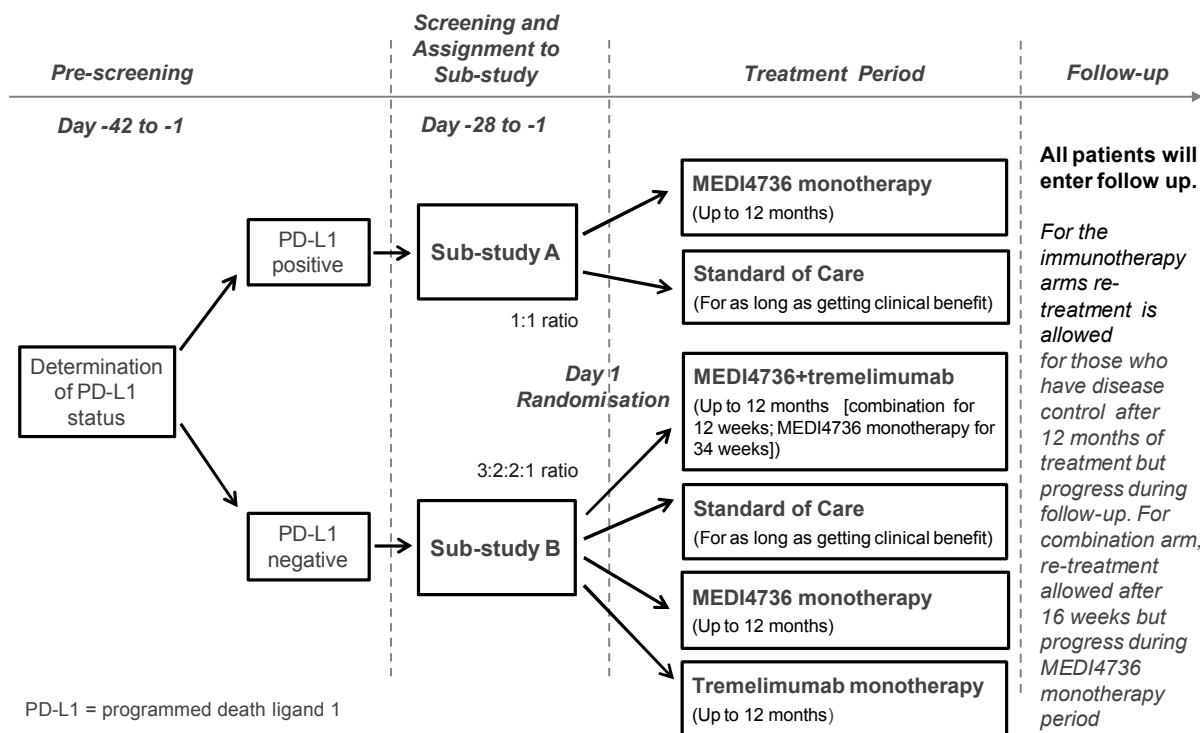 Pre-screening
Screening and
Assignment to
Sub-study
Treatment Period
Follow-up
Day -42 to -1
Day -28 to -1
Determination
of PD-L1
status
PD-L1
positive
PD-L1
negative
Sub-study A
1:1 ratio
Day 1
Randomisation
3:2:2:1 ratio
Sub-study B
MEDI4736 monotherapy
(Up to 12 months)
Standard of Care
(For as long as getting clinical benefit)
MEDI4736+tremelimumab
(Up to 12 months [combination for
12 weeks; MEDI4736 monotherapy for
34 weeks])
Standard of Care
(For as long as getting clinical benefit)
MEDI4736 monotherapy
(Up to 12 months)
Tremelimumab monotherapy
(Up to 12 months)
All patients will
enter follow up.
For the
immunotherapy
arms re-
treatment is
allowed
for those who
have disease
control after
12 months of
treatment but
progress during
follow-up. For
combination arm,
re-treatment
allowed after
16 weeks but
progress during
MEDI4736
monotherapy
period
PD-L1 = programmed death ligand 1